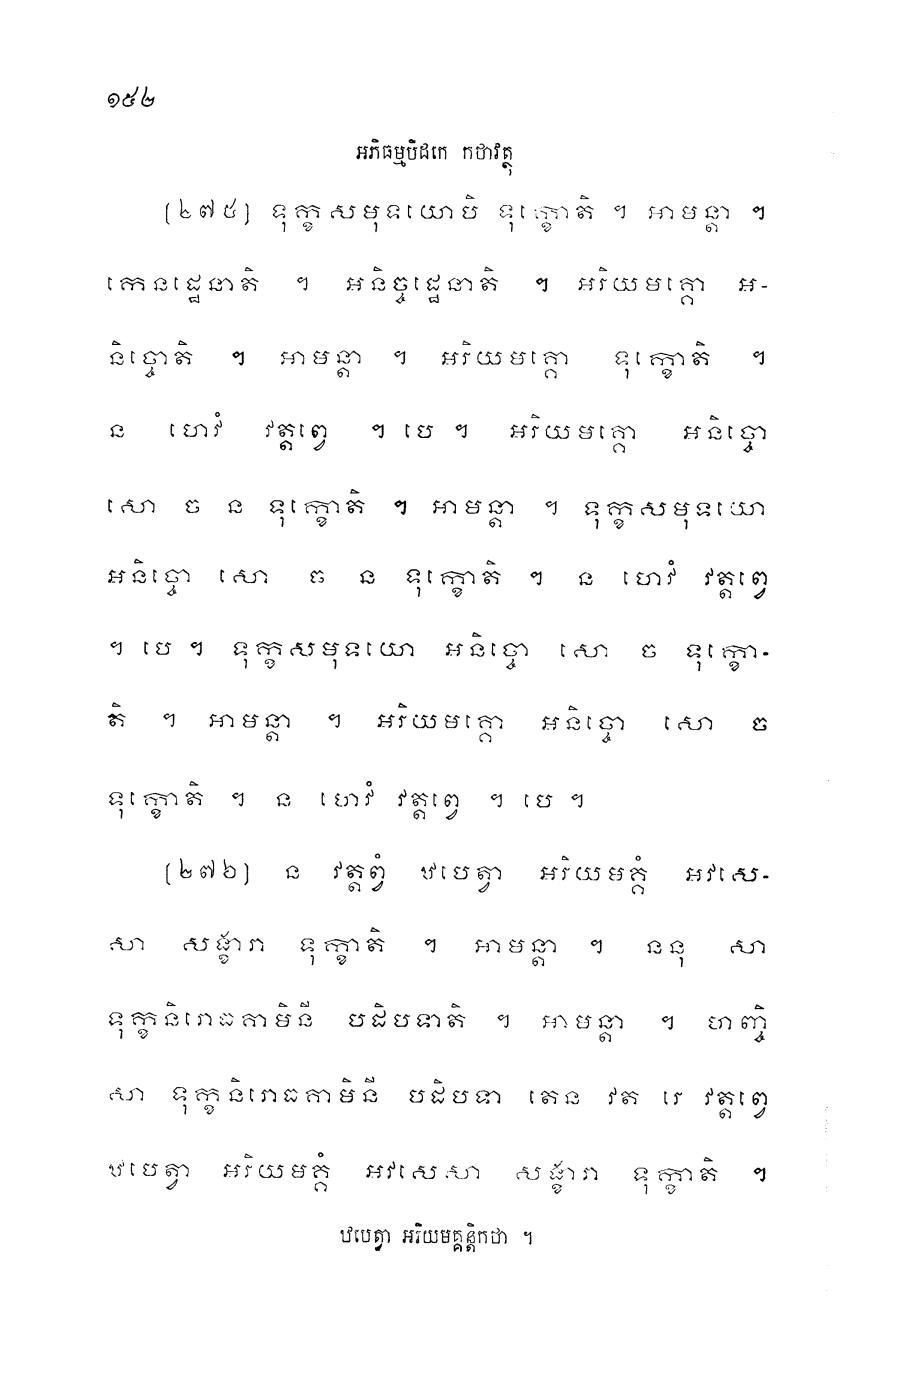 ១៥២
អភិធម្មបិដកេ កថាវត្ថុ
(២៧៥) ទុក្ខសមុទយោបិ ទុក្ខោតិ ។ អាមន្តា ។
កេនដ្ឋេនាតិ ។ អនិច្ចដ្ឋេនាតិ ។ អរិយមគ្គោ អ-
និច្ចោតិ ។ អាមន្តា ។ អរិយមគ្គោ ទុក្ខោតិ ។
ន ហេវំ វត្តព្វេ ។ បេ ។ អរិយមគ្គោ អនិច្ចោ
សោ ច ន ទុក្ខោតិ ។ អាមន្តា ។ ទុក្ខសមុទយោ
អនិច្ចោ សោ ច ន ទុក្ខោតិ ។ ន ហេវំ វត្តព្វេ
។ បេ ។ ទុក្ខសមុទយោ អនិច្ចោ សោ ច ទុក្ខោ-
តិ ។ អាមន្តា ។ អរិយមគ្គោ អនិច្ចោ សោ ច
ទុក្ខោតិ ។ ន ហេវំ វត្តព្វេ ។ បេ ។
(២៧៦) ន វត្តព្វំ ឋបេត្វា អរិយមគ្គំ អវសេ-
សា សង្ខារា ទុក្ខាតិ ។ អាមន្តា ។ ននុ សា
ទុក្ខនិរោធគាមិនី បដិបទាតិ ។ អាមន្តា ។ ហញ្ចិ
សា ទុក្ខនិរោធគាមិនី បដិបទា តេន វត រេ វត្តព្វេ
ឋបេត្វា អរិយមគ្គំ អវសេសា សង្ខារា ទុក្ខាតិ ។
ឋបេត្វា អរិយមគ្គន្តិកថា ។